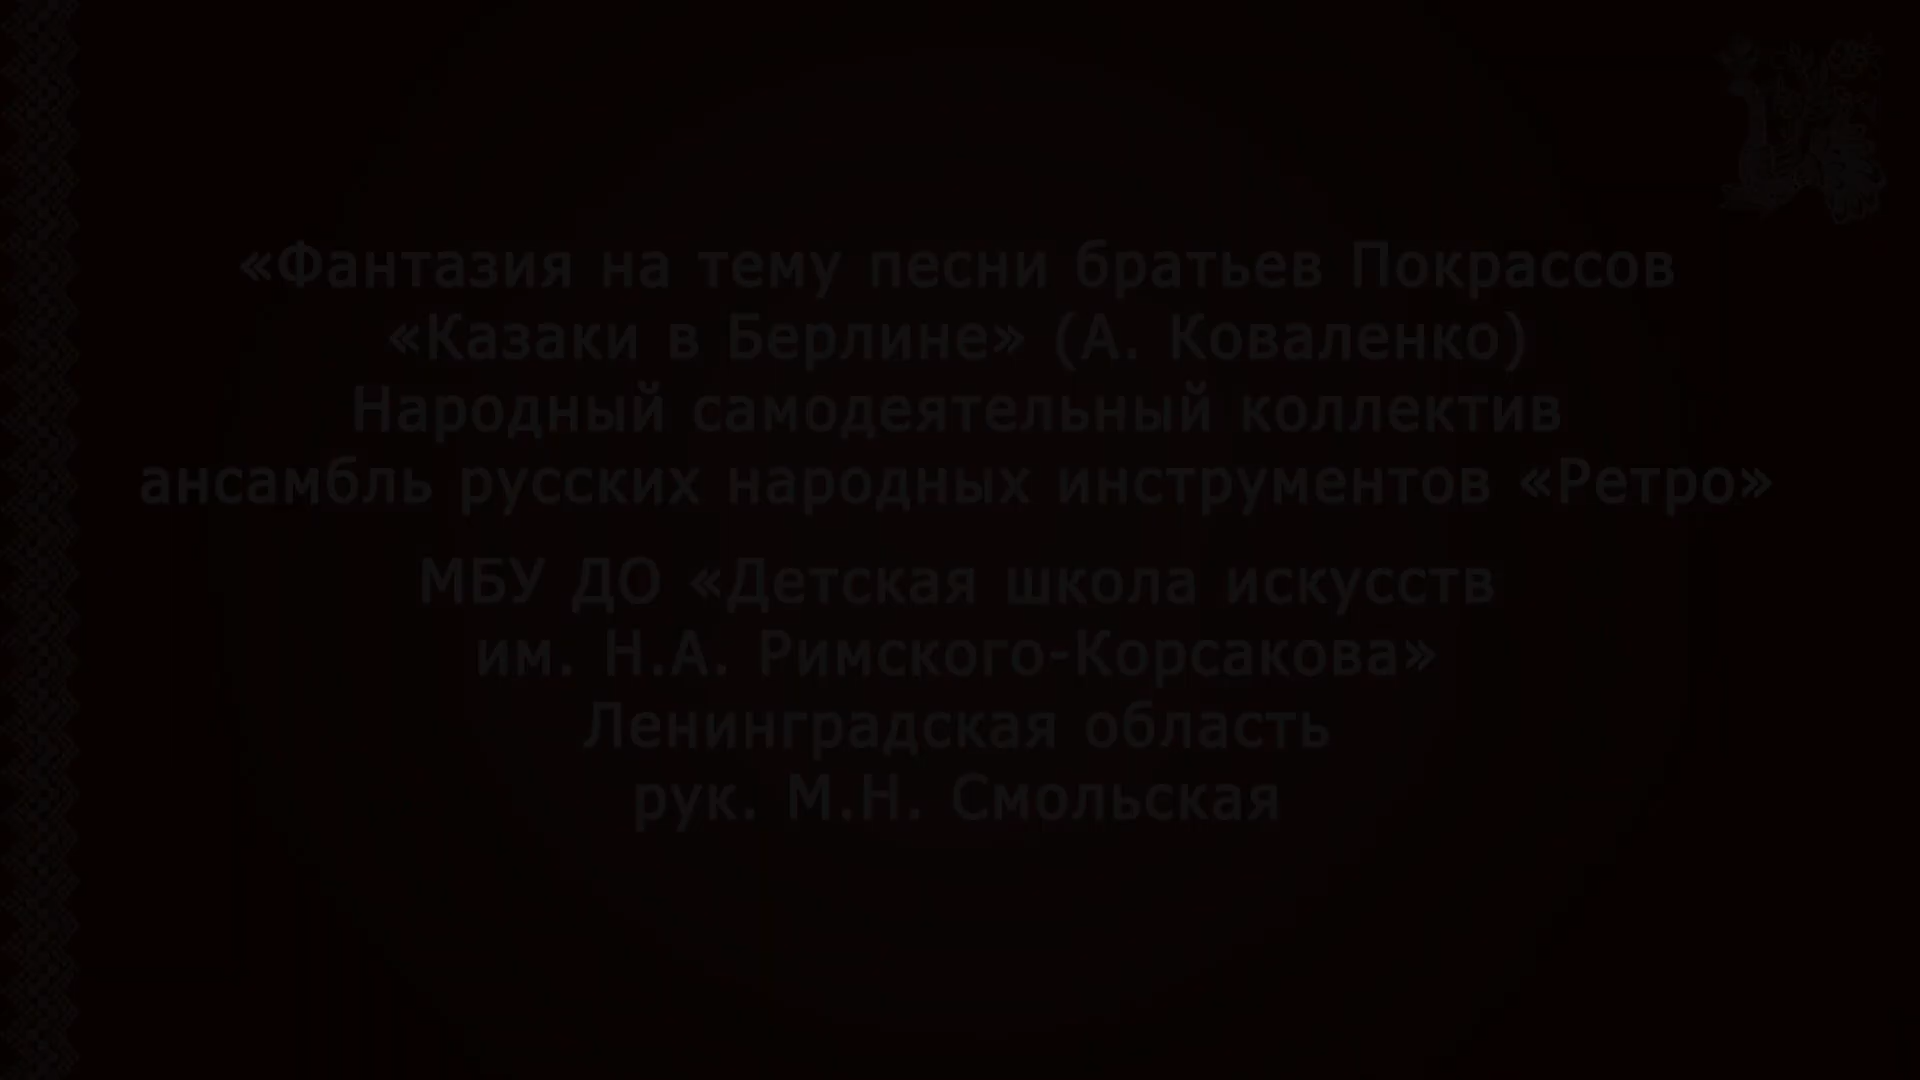 «Фантазия на тему песни братьев Покрассов
«Казаки в Берлине» (А. Коваленко)
Народный самодеятельный коллектив
ансамбль русских народных инструментов «Ретро»
МБУ ДО «Детская школа искусств
им. Н.А. Римского-Корсакова»
Ленинградская область
рук. М.Н. Смольская